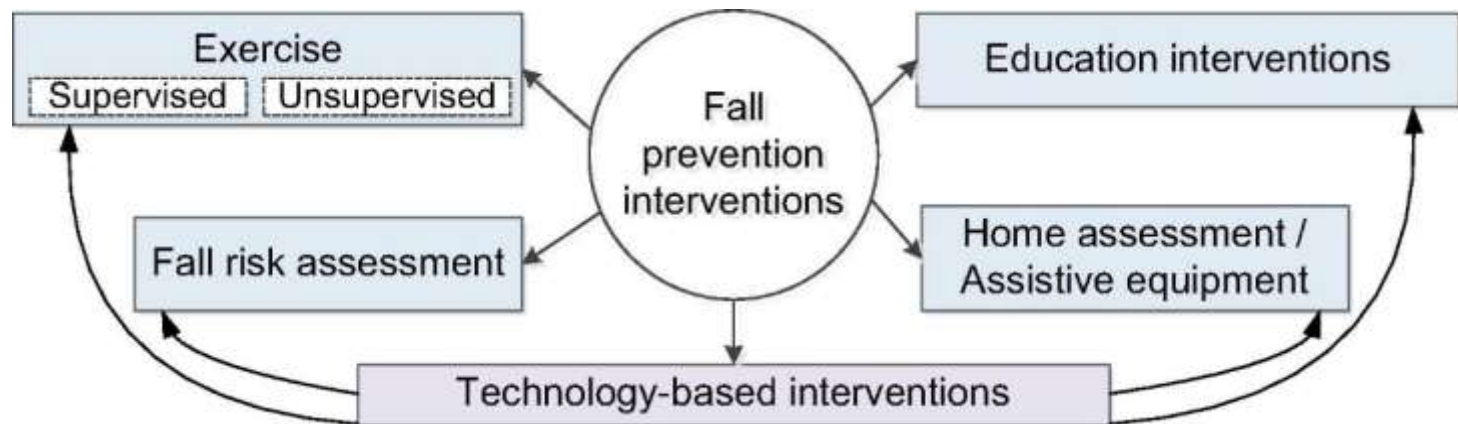 Exercise
Supervised Unsupervised
Fall
prevention
interventions
Education interventions
Fall risk assessment
Home assessment /
Assistive equipment
Technology-based interventions